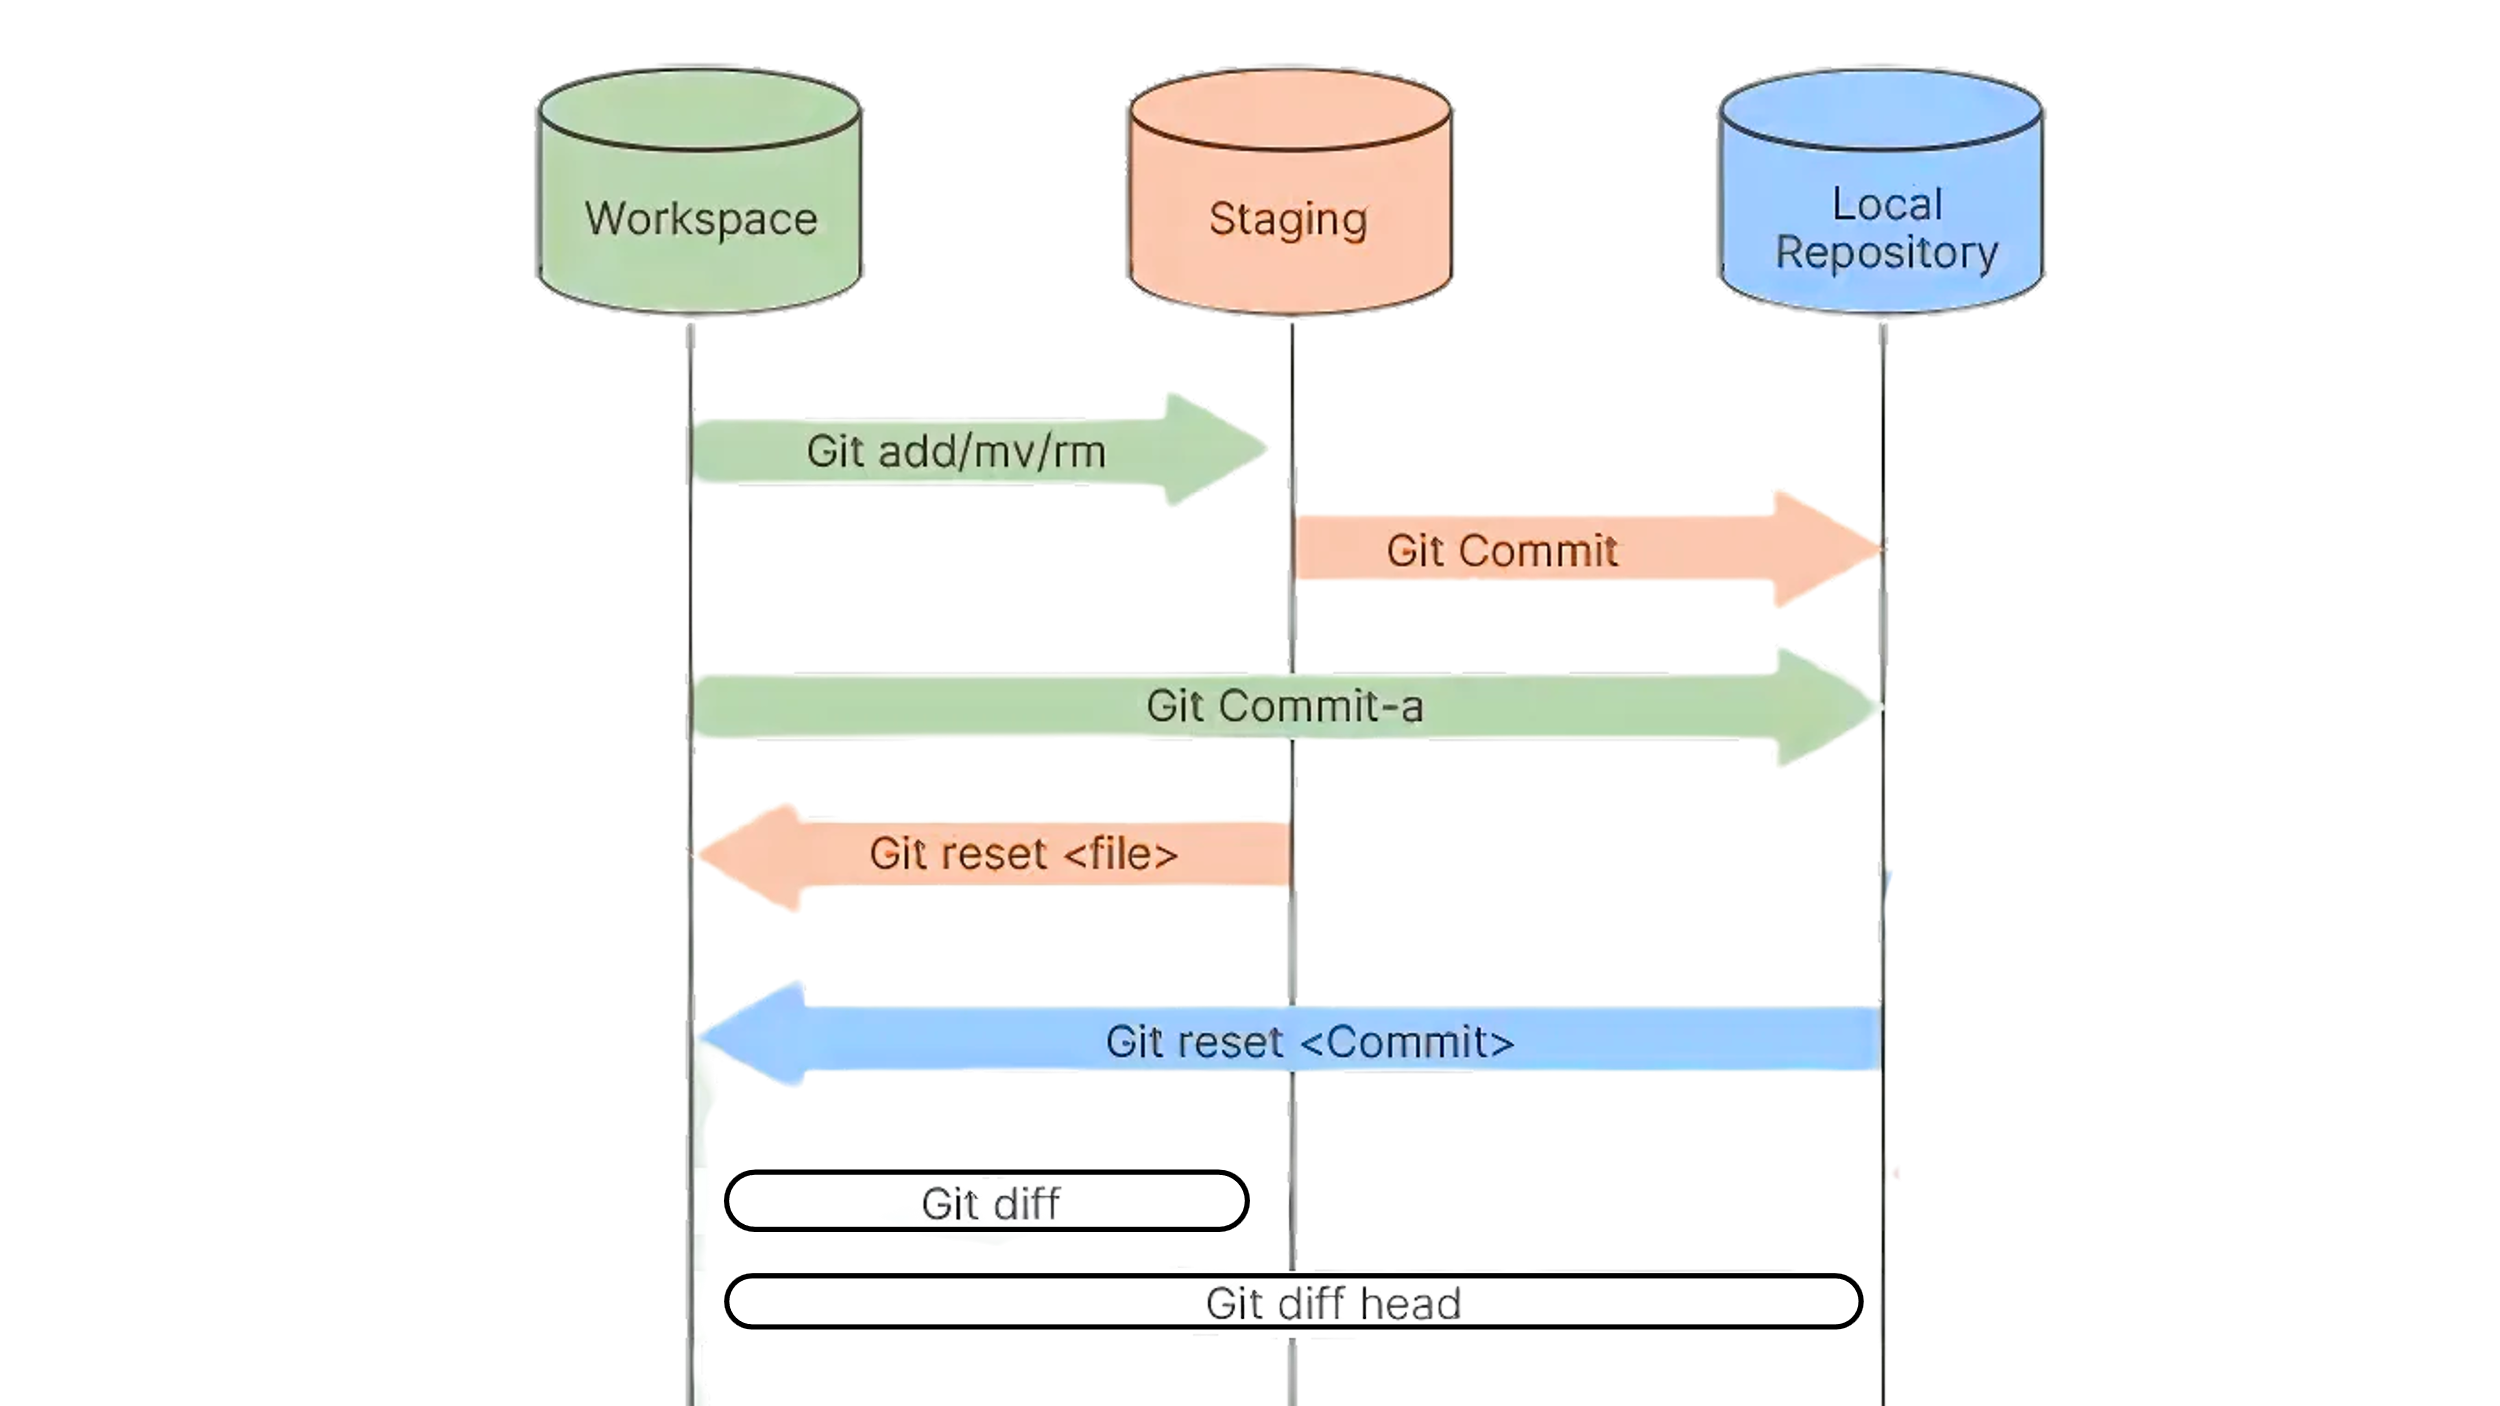 Workspace
Staging
Local
Repository
Git add/mv/rm
Git Commit
Git Commit-a
Git reset <file>
Git reset <Commit>
Git diff
Git diff head